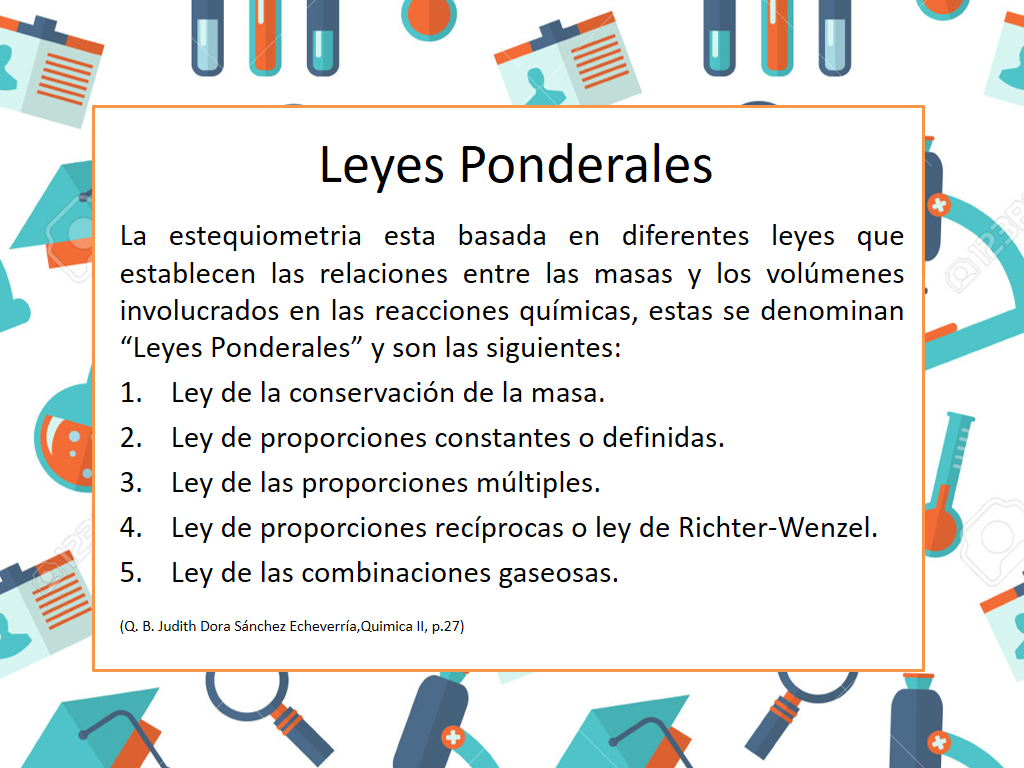 Leyes Ponderales
La estequiometria esta basada en diferentes leyes que
establecen las relaciones entre las masas y los volúmenes
involucrados en las reacciones químicas, estas se denominan
“Leyes Ponderales” y son las siguientes:
1. Ley de la conservación de la masa.
2. Ley de proporciones constantes o definidas.
3. Ley de las proporciones múltiples.
4. Ley de proporciones recíprocas o ley de Richter-Wenzel.
5. Ley de las combinaciones gaseosas.
(Q. B. Judith Dora Sánchez Echeverría,Quimica II, p.27)